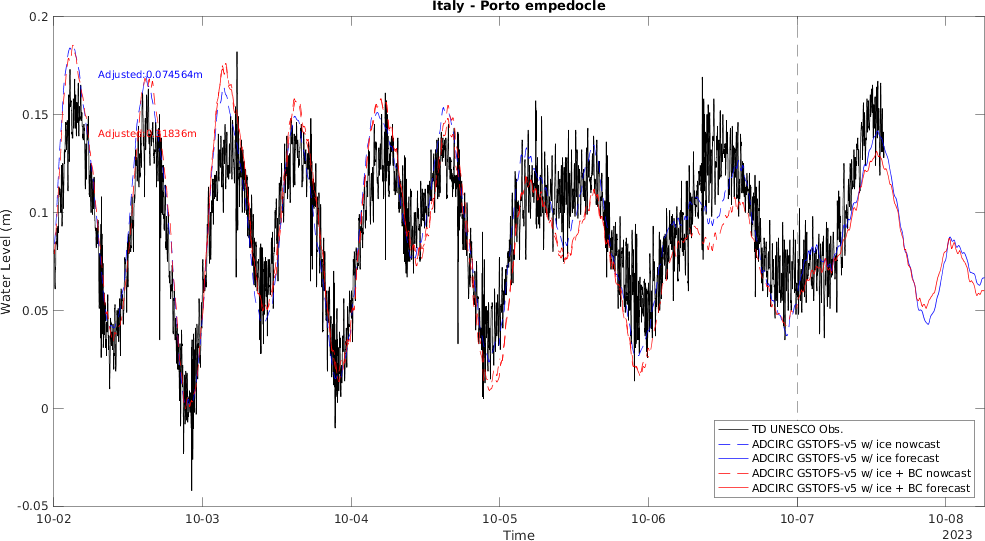 Italy - Porto empedocle
0.2
0.15
0.1
0.05
0
-0.05
Water Level (m)
Adjusted:0.074564m
10-02
10-03
10-04
10-05
10-06
10-07
10-08
2023
Time
TD UNESCO Obs.
ADCIRC GSTOFS-v5 w/ ice nowcast
ADCIRC GSTOFS-v5 w/ ice forecast
ADCIRC GSTOFS-v5 w/ ice + BC nowcast
ADCIRC GSTOFS-v5 w/ ice + BC forecast